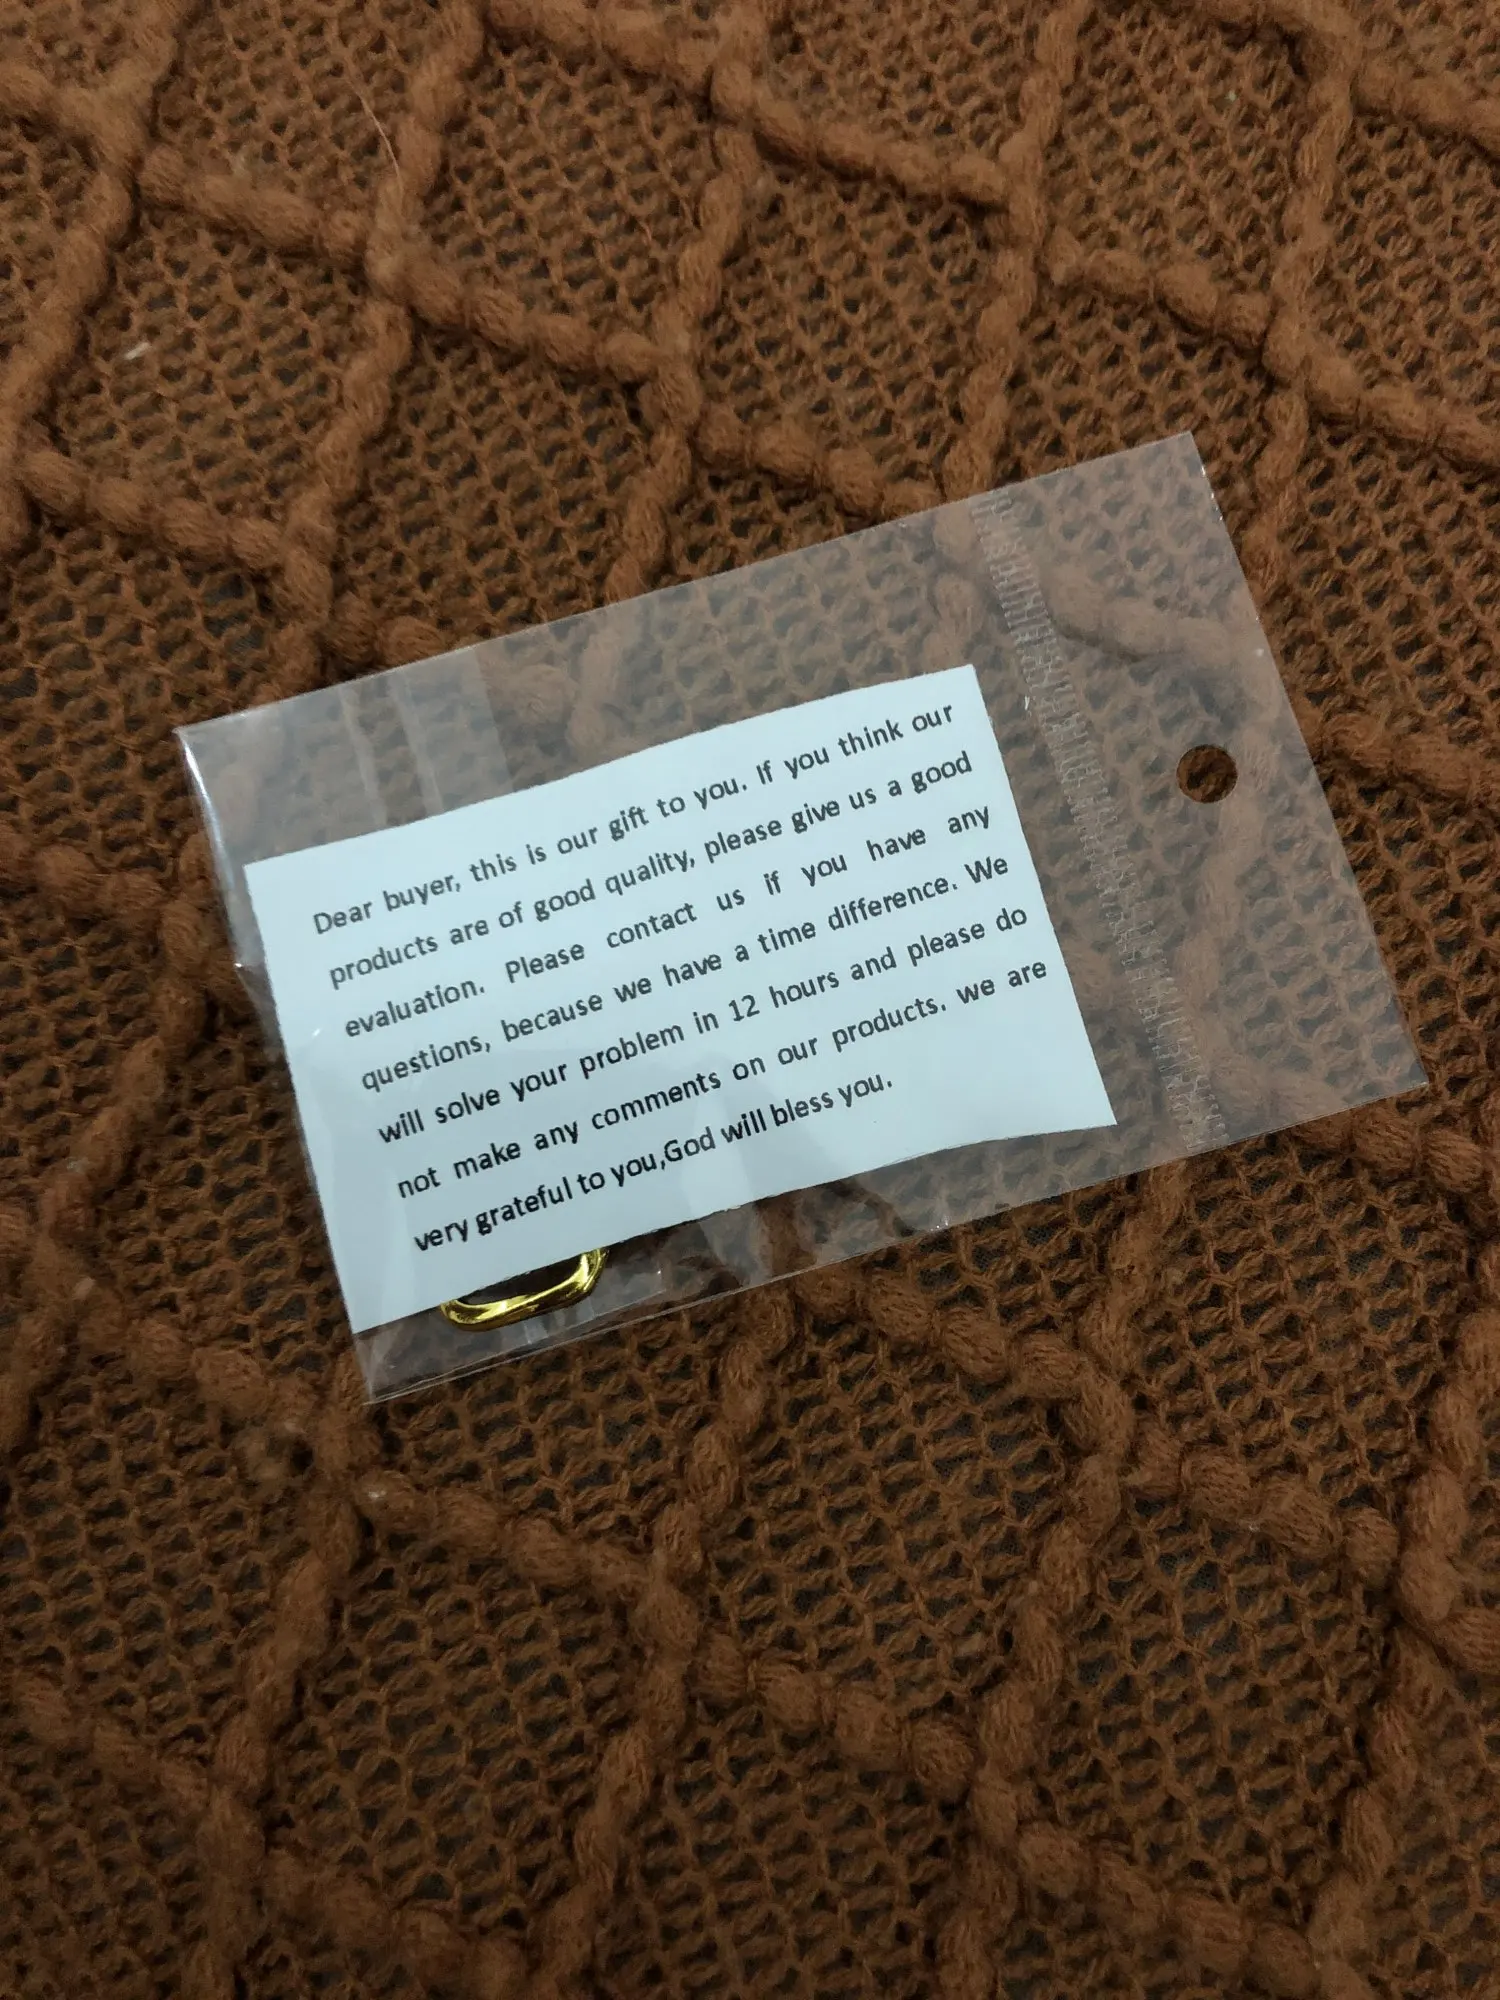 Dear buyer, this is our gift to you. If you think our
products are of good quality, please give us a good
evaluation. Please contact us if you have any
questions, because we have a time difference. We
will solve your problem in 12 hours and please do
not make any comments on our products. we are
very grateful to you,God will bless you.